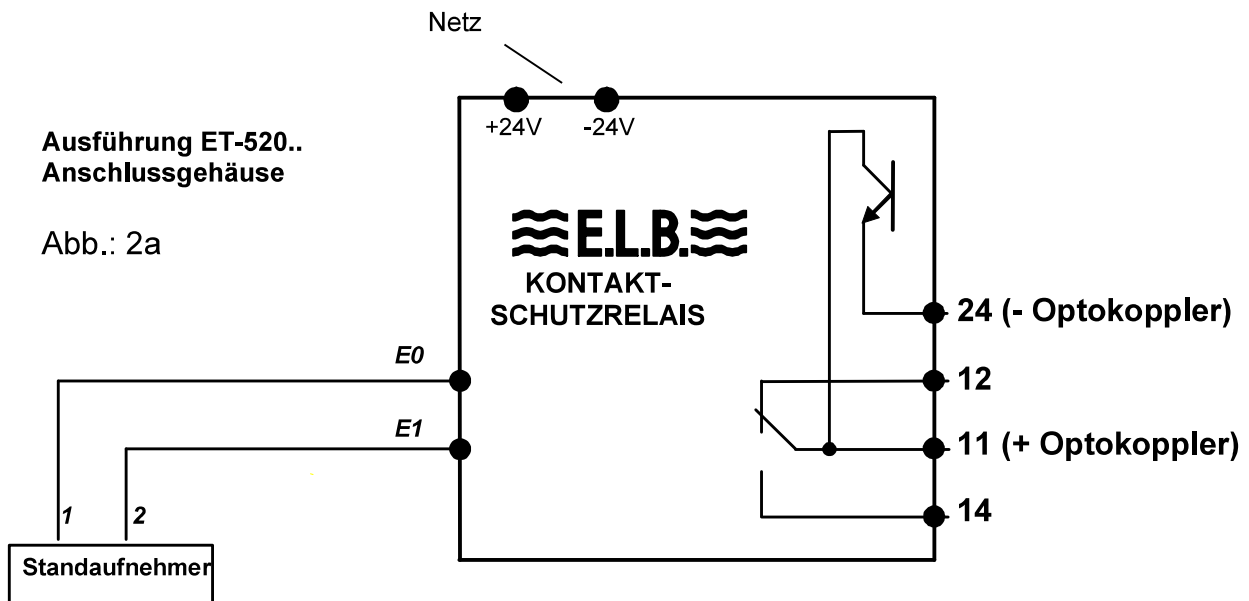 Netz
+24V -24V
Ausführung ET-520..
Anschlussgehäuse
Abb.: 2a
E.L.B.
KONTAKT-
SCHUTZRELAIS
24 (- Optokoppler)
E0
12
E1
11 (+ Optokoppler)
14
1 2
Standaufnehmer